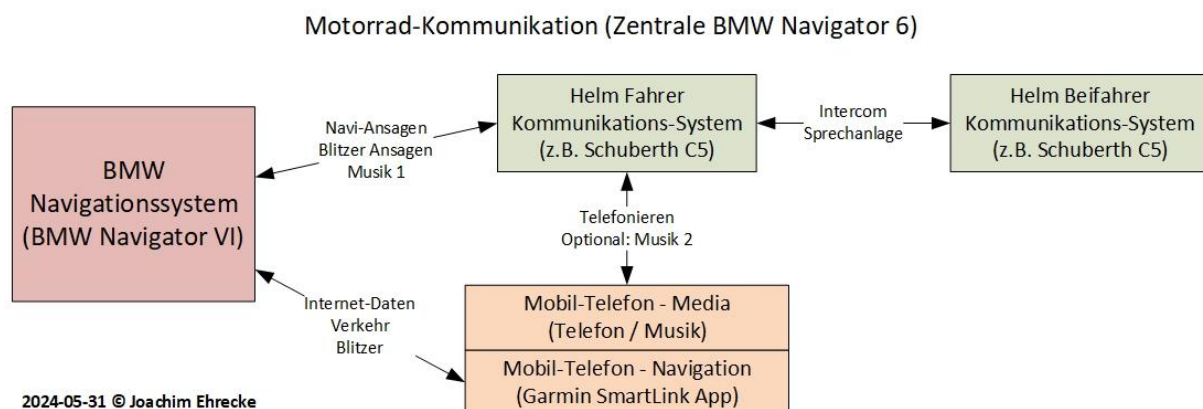 Motorrad-Kommunikation (Zentrale BMW Navigator 6)
BMW
Navigationssystem
(BMW Navigator VI)
Navi-Ansagen
Blitzer Ansagen
Musik 1
Helm Fahrer
Kommunikations-System
(z.B. Schuberth C5)
Intercom
Sprechanlage
Helm Beifahrer
Kommunikations-System
(z.B. Schuberth C5)
Telefonieren
Optional: Musik 2
Internet-Daten
Verkehr
Blitzer
Mobil-Telefon - Media
(Telefon / Musik)
Mobil-Telefon - Navigation
(Garmin SmartLink App)
2024-05-31 © Joachim Ehrecke